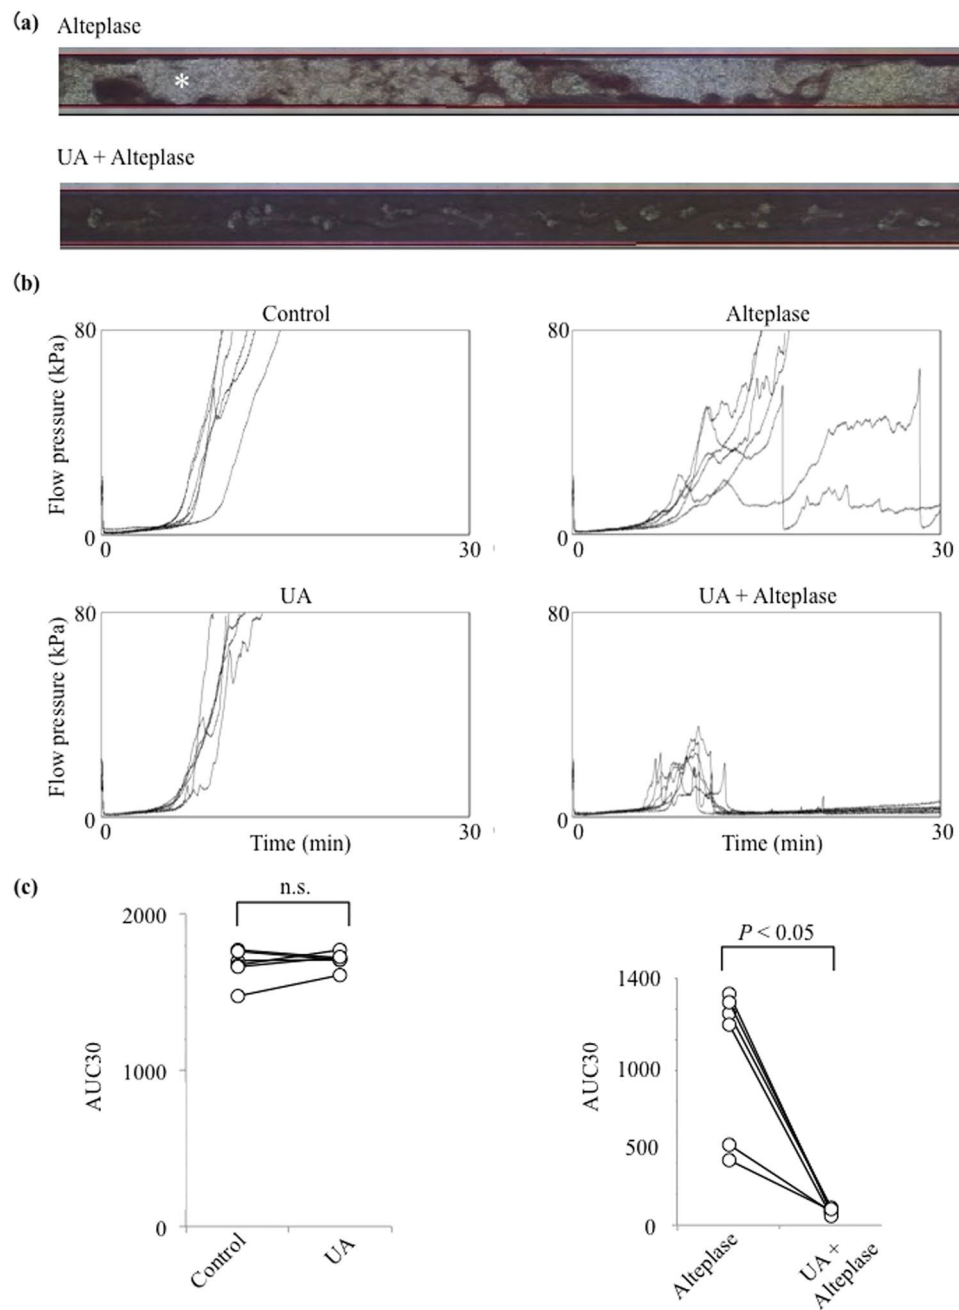 (a) Alteplase
*
UA + Alteplase
(b)
Control
Alteplase
80
80
Flow pressure (kPa)
0
0
0
30
0
30
UA
UA + Alteplase
80
80
Flow pressure (kPa)
0
0
0
Time (min)
30
0
Time (min)
30
(c)
n.s.
2000
P < 0.05
1400
AUC30
1000
AUC30
1000
500
0
0
Control
UA
Alteplase
UA +
Alteplase